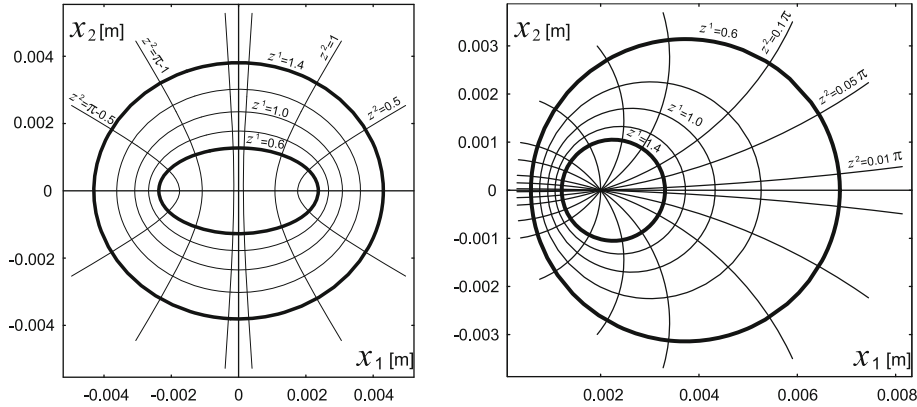 x₂ [m]
0.004
0.002
0
-0.002
-0.004
z²=π-1
z²=π-0.5
z¹=1.4
z¹=1.0
z¹=0.6
z²=1
z²=0.5
x₁ [m]
-0.004
-0.002
0
0.002
0.004
x₂ [m]
0.003
0.002
0.001
0
-0.001
-0.002
-0.003
z¹=0.6
z¹=1.0
z¹=1.4
z²=0.1π
z²=0.05π
z²=0.01π
x₁ [m]
0.002
0.004
0.006
0.008